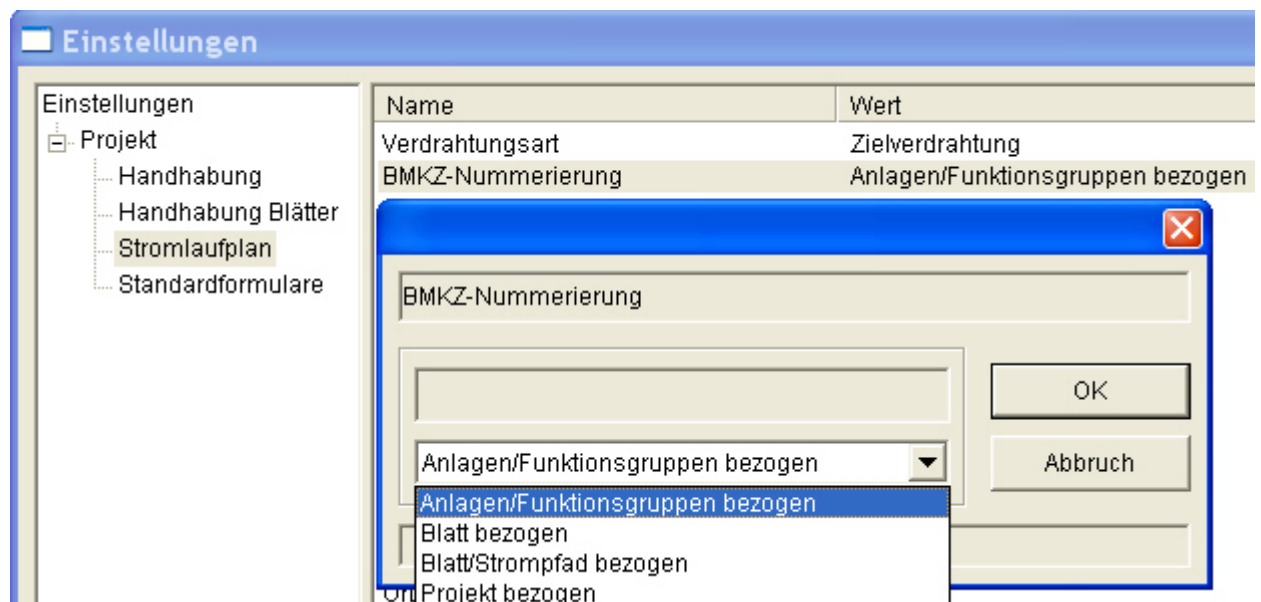 Einstellungen
Einstellungen
Projekt
Handhabung
Handhabung Blätter
Stromlaufplan
Standardformulare
Name Wert
Verdrahtungsart Zielverdrahtung
BMKZ-Nummerierung Anlagen/Funktionsgruppen bezogen
BMKZ-Nummerierung
OK
Anlagen/Funktionsgruppen bezogen
Abbruch
Anlagen/Funktionsgruppen bezogen
Blatt bezogen
Blatt/Strompfad bezogen
Projekt bezogen